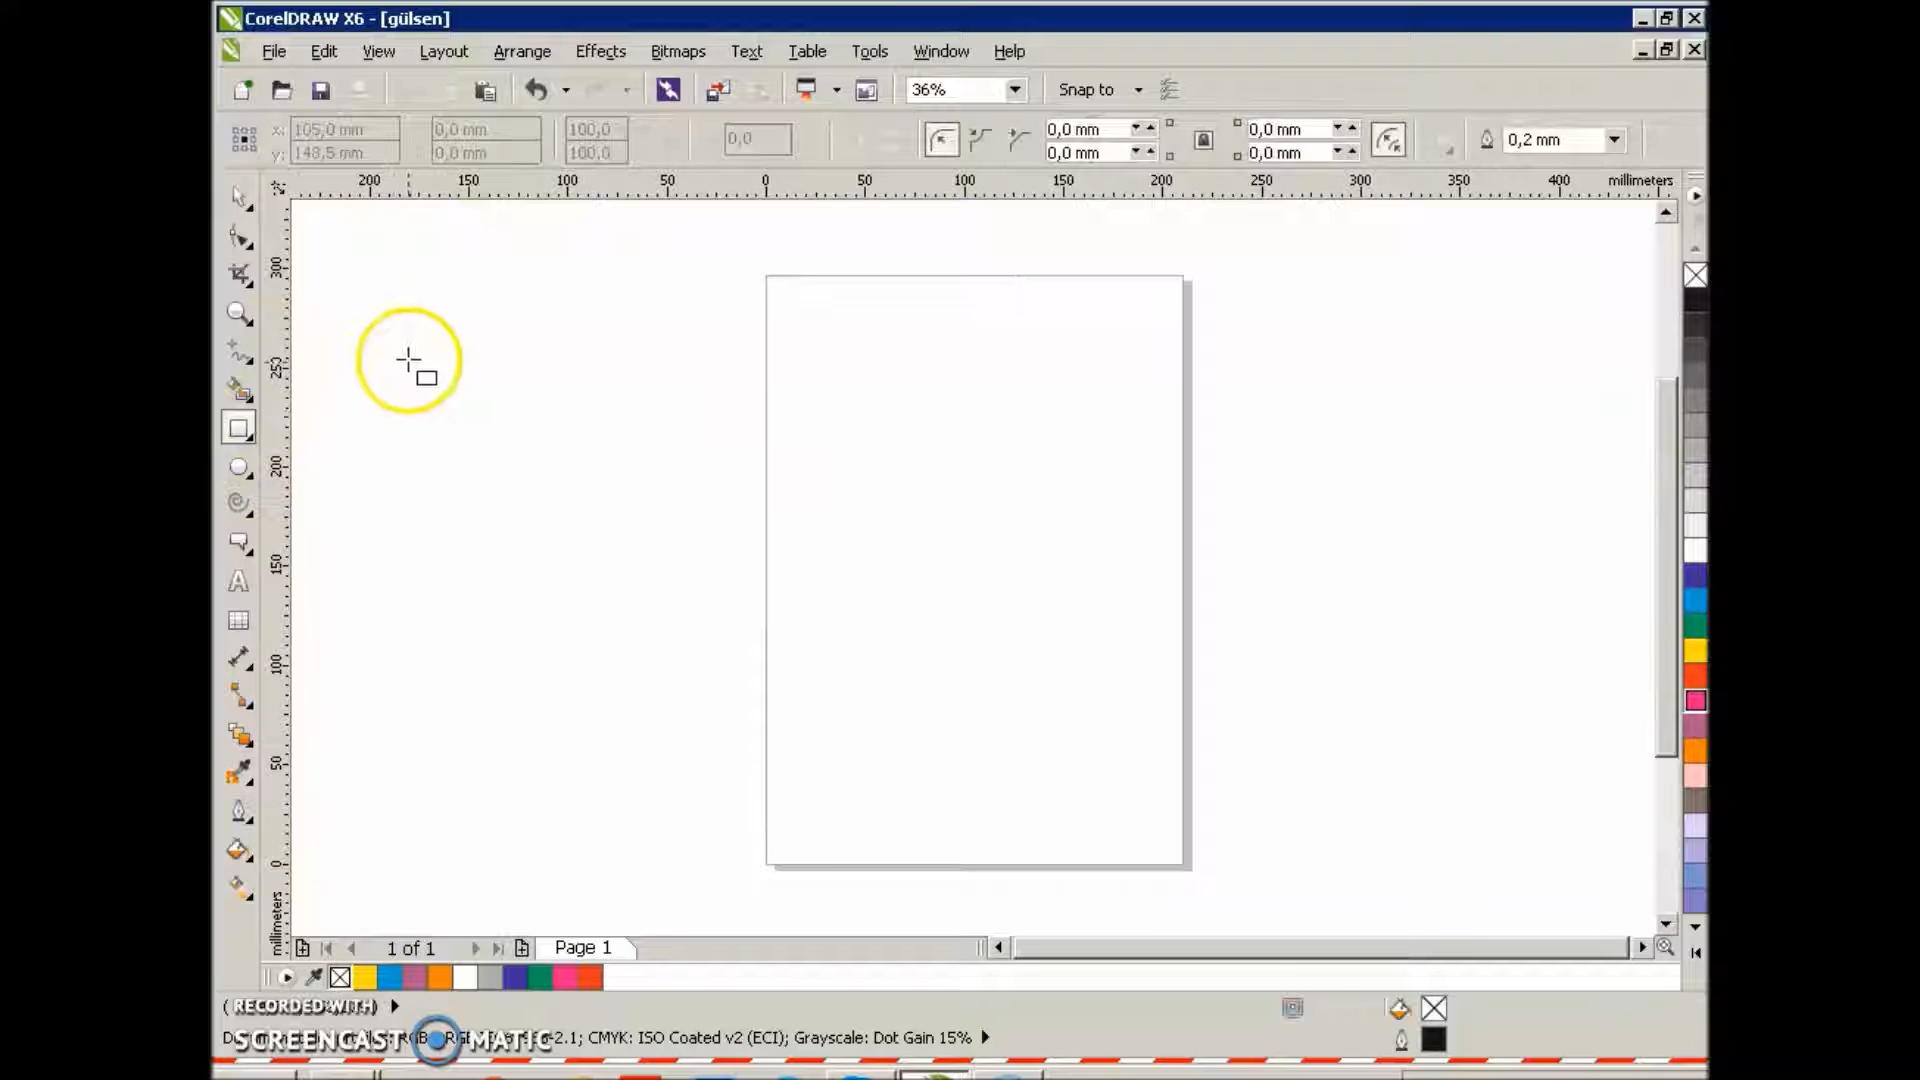 CorelDRAW X6 - [gülsen]
File Edit View Layout Arrange Effects Bitmaps Text Table Tools Window Help
36% Snap to
x: 105,0 mm 0,0 mm 100,0 0,0 0,0 mm 0,0 mm 0,2 mm
y: 148,5 mm 0,0 mm 100,0 0,0 mm 0,0 mm
200 150 100 50 0 50 100 150 200 250 300 350 400 millimeters
300
250
200
150
100
50
0
millimeters
1 of 1 Page 1
RECORDED WITH
SCREENCAST MATIC
-2.1; CMYK: ISO Coated v2 (ECI); Grayscale: Dot Gain 15%